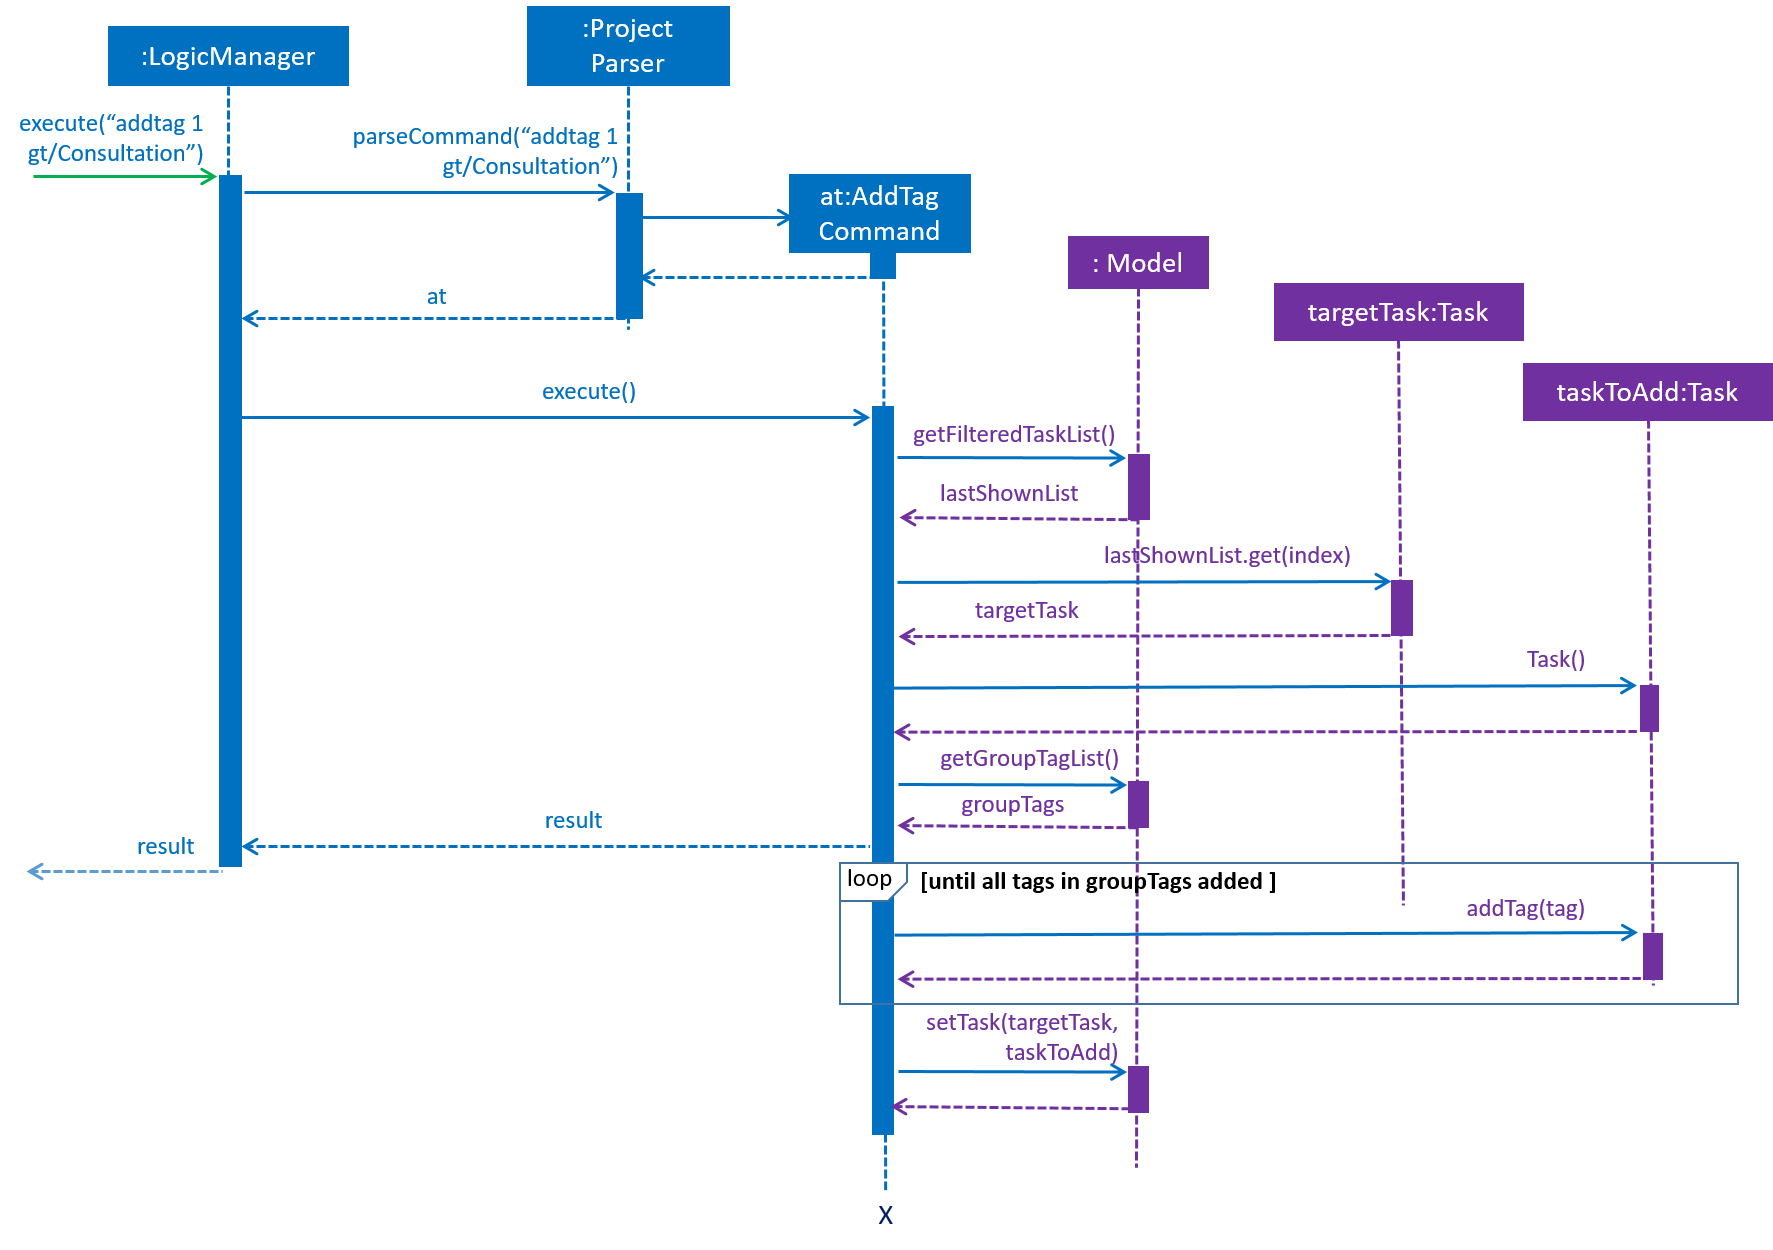 :Project
Parser
:LogicManager
execute(“addtag 1
gt/Consultation”)
parseCommand(“addtag 1
gt/Consultation”)
at:AddTag
Command
: Model
at
targetTask:Task
execute()
taskToAdd:Task
getFilteredTaskList()
lastShownList
lastShownList.get(index)
targetTask
Task()
getGroupTagList()
groupTags
result
result
loop
[until all tags in groupTags added ]
addTag(tag)
setTask(targetTask,
taskToAdd)
X